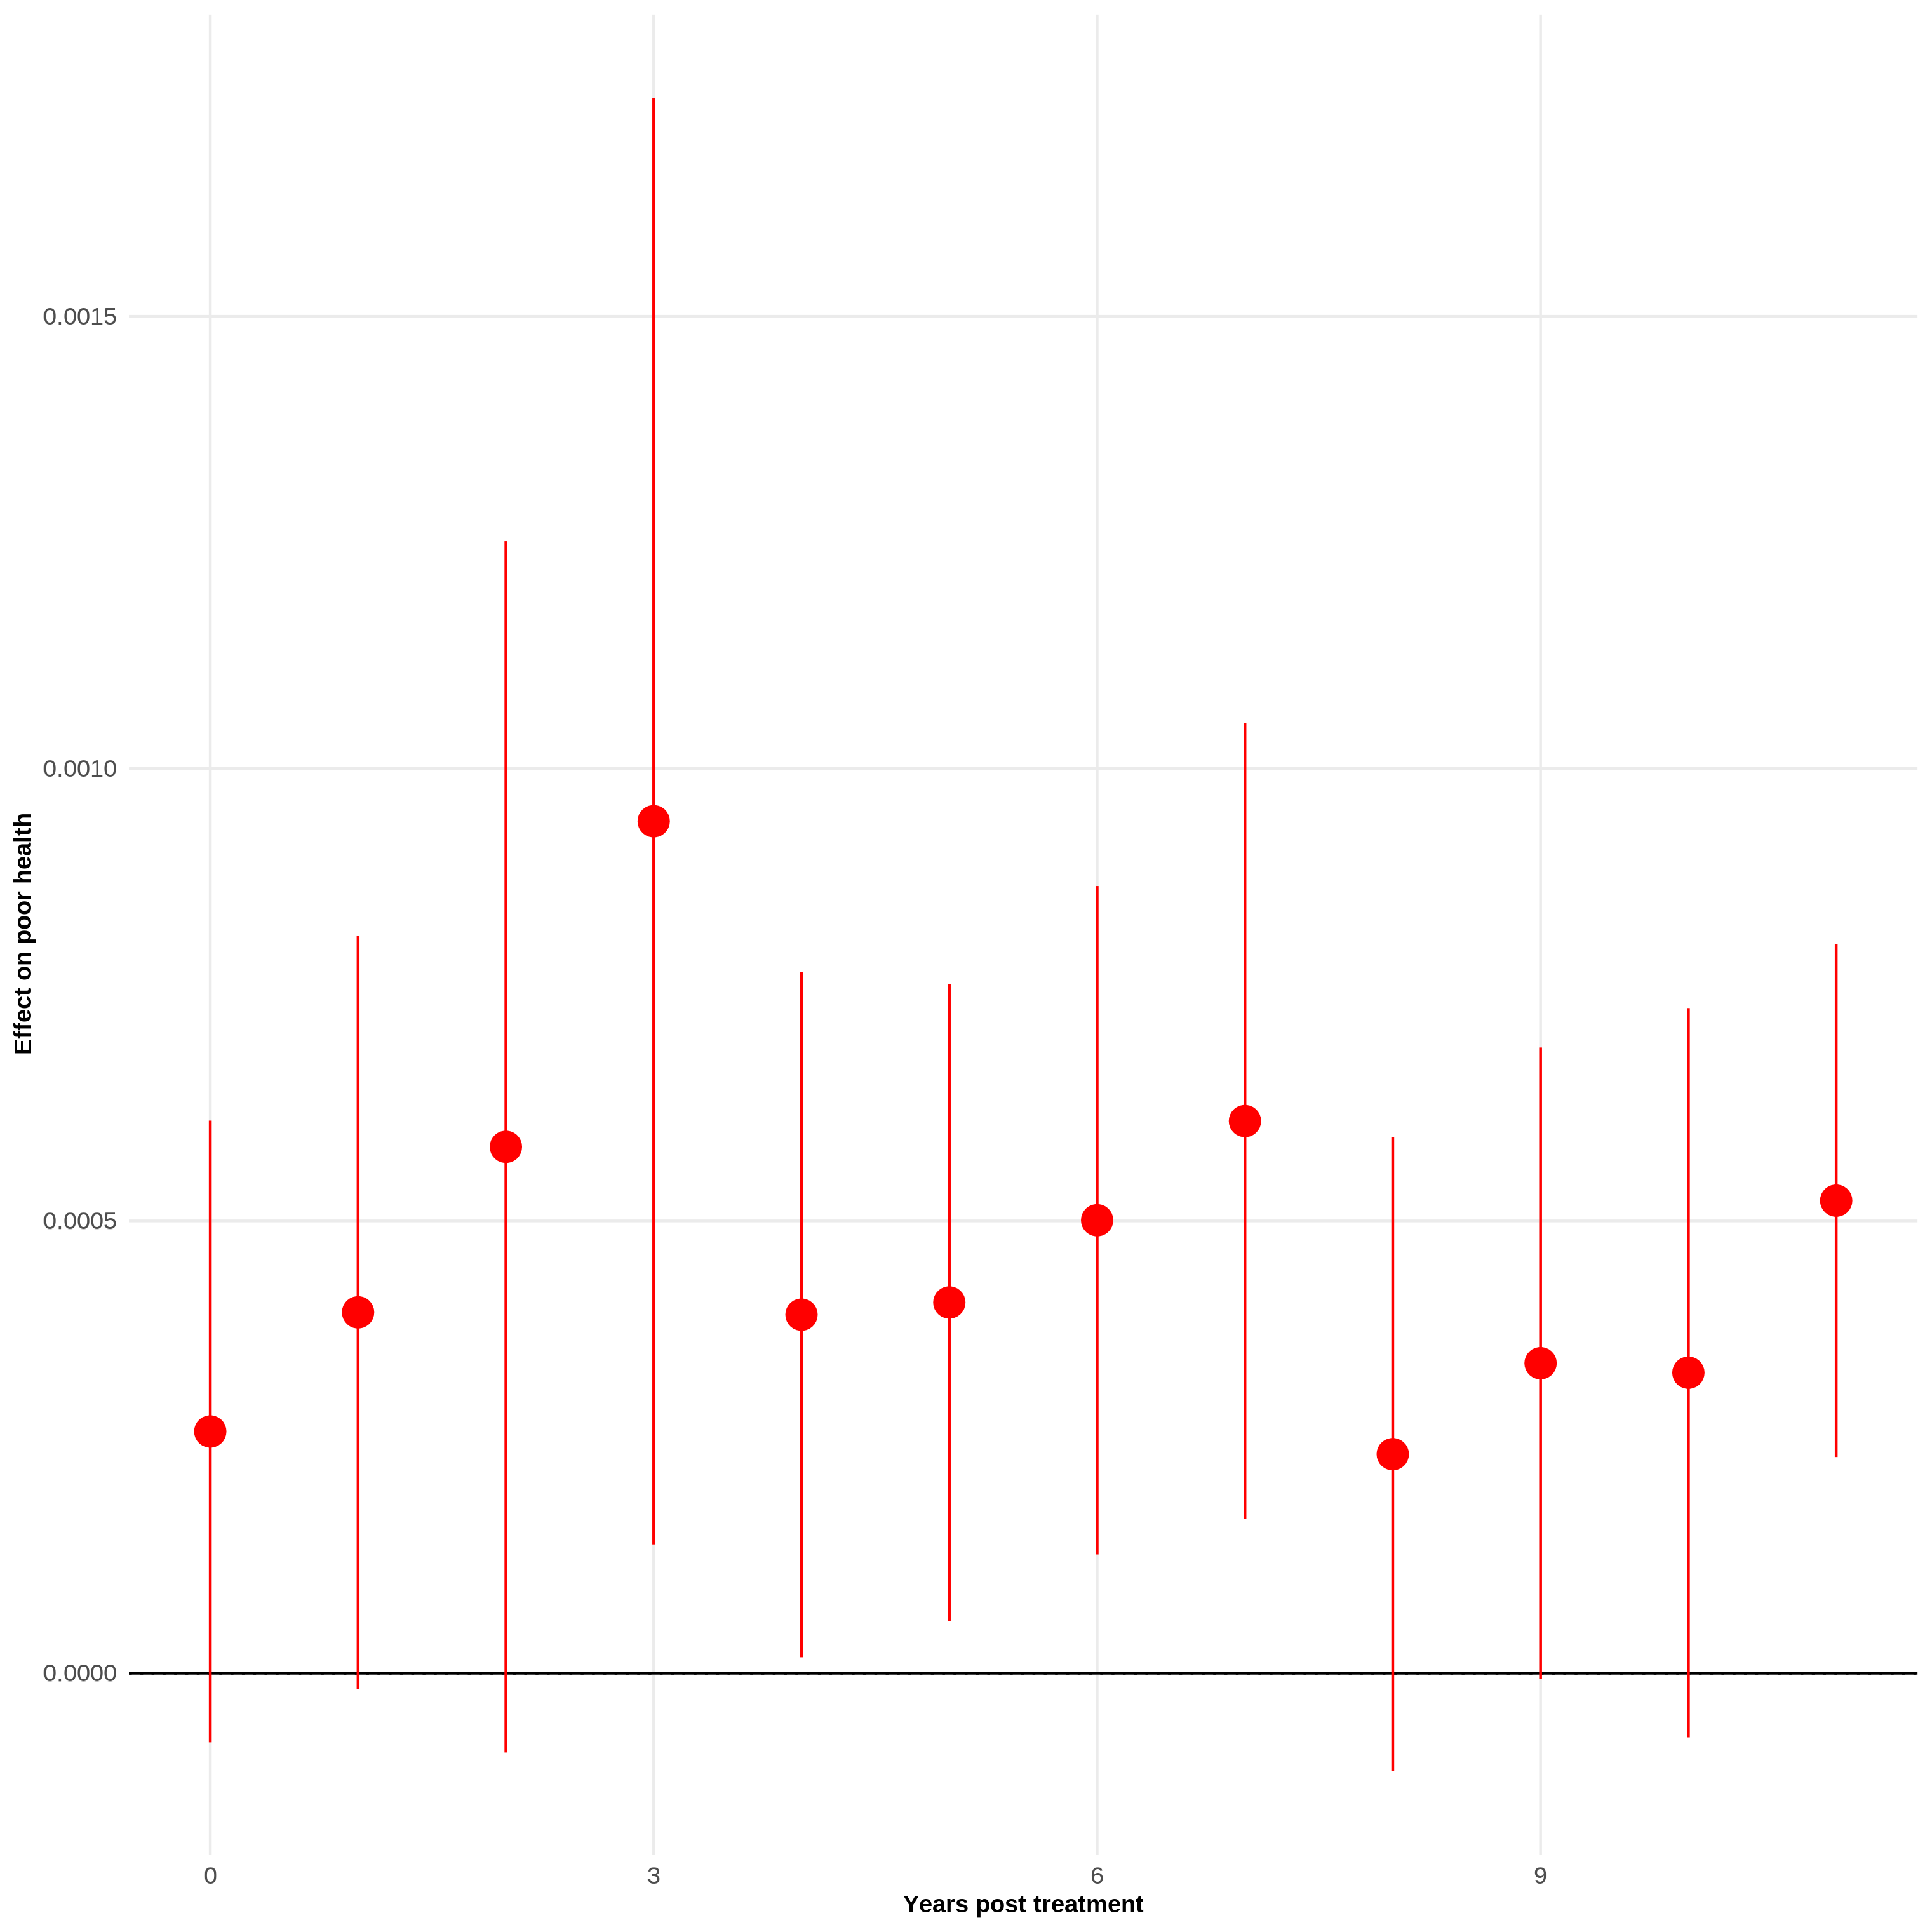 Effect on poor health
0.0015
0.0010
0.0005
0.0000
0 3 6 9
Years post treatment